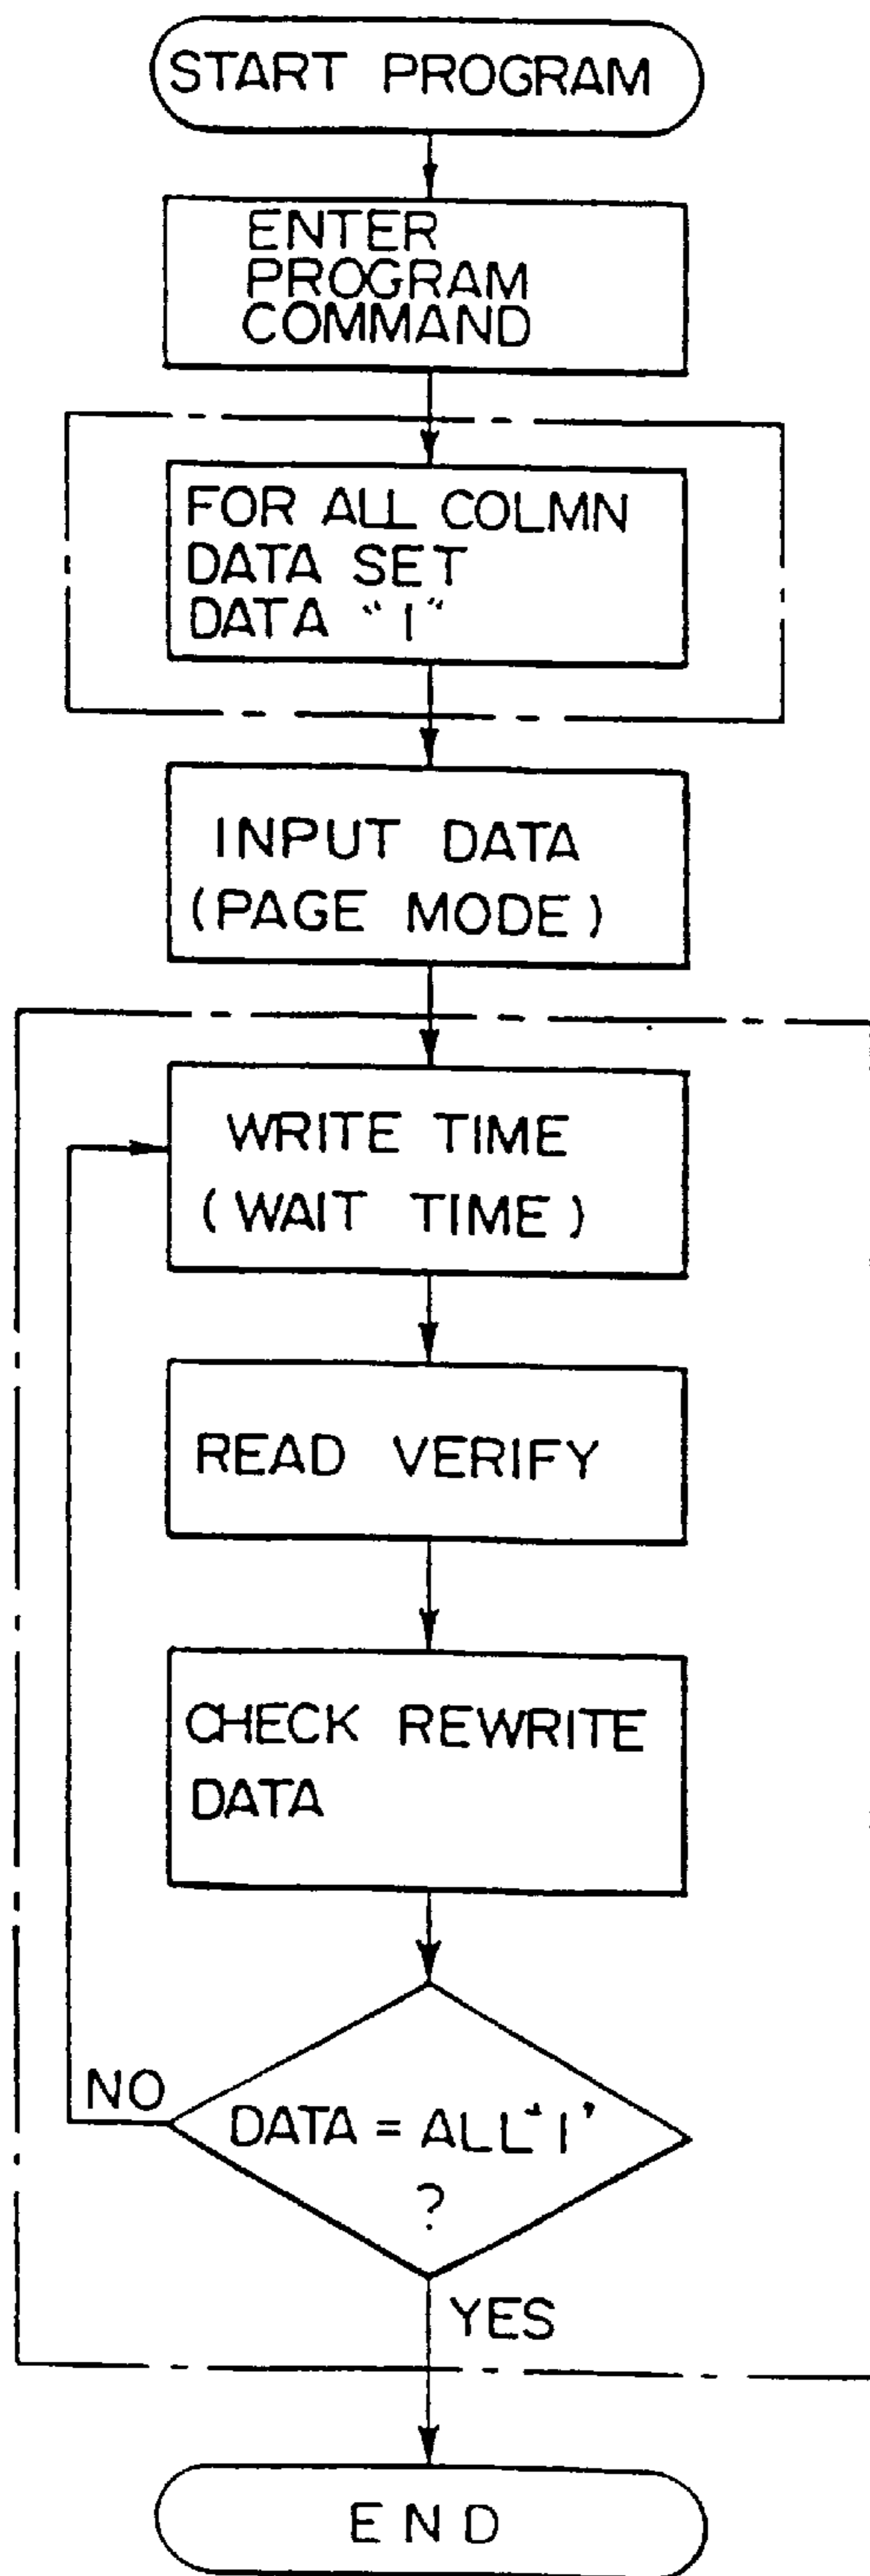 START PROGRAM
ENTER
PROGRAM
COMMAND
FOR ALL COLMN
DATA SET
DATA "1"
INPUT DATA
(PAGE MODE)
WRITE TIME
(WAIT TIME)
READ VERIFY
CHECK REWRITE
DATA
NO
DATA = ALL"1"
?
YES
END